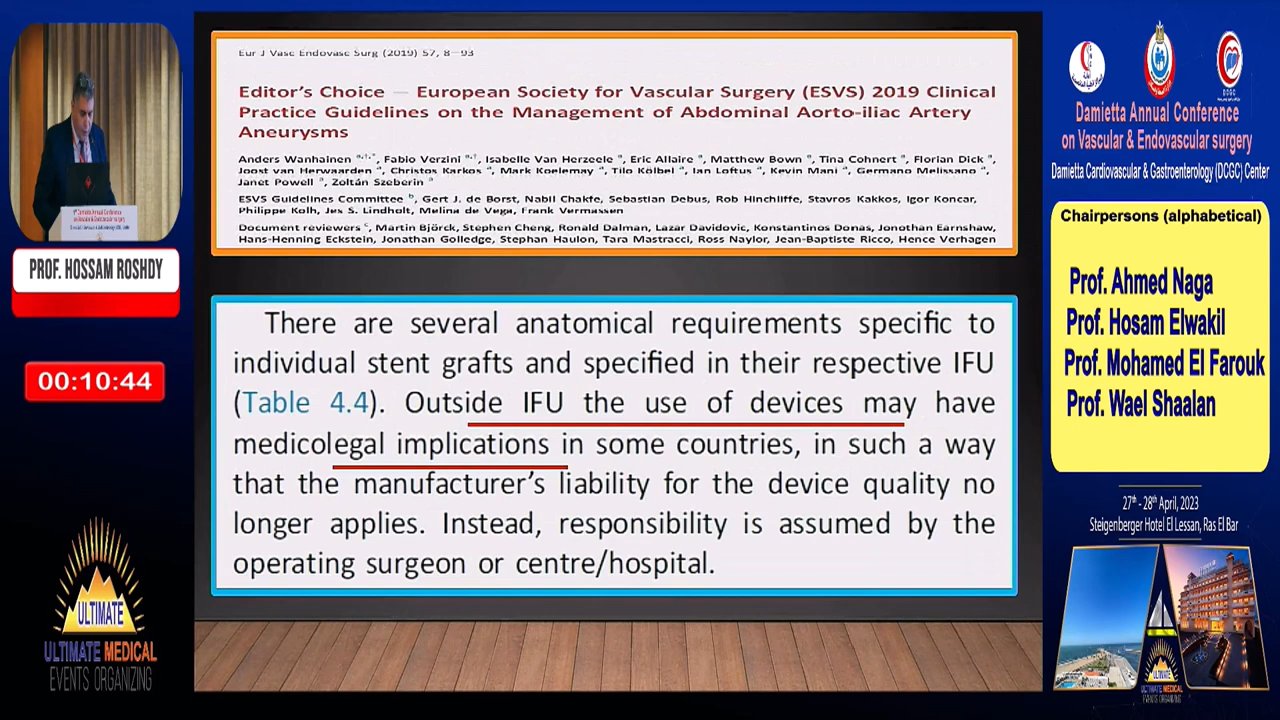 Eur J Vasc Endovasc Surg (2019) 57, 8—93
Editor's Choice — European Society for Vascular Surgery (ESVS) 2019 Clinical
Practice Guidelines on the Management of Abdominal Aorto-iliac Artery
Aneurysms
Anders Wanhainen, Fabio Verzini, Isabelle Van Herzeele, Eric Allaire, Matthew Bown, Tina Cohnert, Florian Dick,
Joost van Herwaarden, Christos Karkos, Mark Koelemay, Tilo Kölbel, Ian Loftus, Kevin Mani, Germano Melissano,
Janet Powell, Zoltán Szeberin
ESVS Guidelines Committee, Gert J. de Borst, Nabil Chakfe, Sebastian Debus, Rob Hinchliffe, Stavros Kakkos, Igor Koncar,
Philippe Kolh, Jes S. Lindholt, Melina de Vega, Frank Vermassen
Document reviewers, Martin Björck, Stephen Cheng, Ronald Dalman, Lazar Davidovic, Konstantinos Donas, Jonothan Earnshaw,
Hans-Henning Eckstein, Jonathan Golledge, Stephan Haulon, Tara Mastracci, Ross Naylor, Jean-Baptiste Ricco, Hence Verhagen
There are several anatomical requirements specific to
individual stent grafts and specified in their respective IFU
(Table 4.4). Outside IFU the use of devices may have
medicolegal implications in some countries, in such a way
that the manufacturer's liability for the device quality no
longer applies. Instead, responsibility is assumed by the
operating surgeon or centre/hospital.
PROF. HOSSAM ROSHDY
00:10:44
ULTIMATE
ULTIMATE MEDICAL
EVENTS ORGANIZING
Damietta Annual Conference
on Vascular & Endovascular surgery
Damietta Cardiovascular & Gastroenterology (DCGC) Center
Chairpersons (alphabetical)
Prof. Ahmed Naga
Prof. Hosam Elwakil
Prof. Mohamed El Farouk
Prof. Wael Shaalan
27th - 28th April, 2023
Steigenberger Hotel El Lessan, Ras El Bar
ULTIMATE
ULTIMATE MEDICAL
EVENTS ORGANIZING